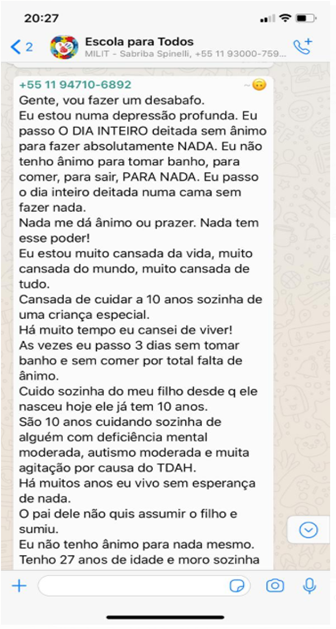 20:27
2
Escola para Todos
MILIT - Sabriba Spinelli, +55 11 93000-759...
+55 11 94710-6892
Gente, vou fazer um desabafo.
Eu estou numa depressão profunda. Eu
passo O DIA INTEIRO deitada sem ânimo
para fazer absolutamente NADA. Eu não
tenho ânimo para tomar banho, para
comer, para sair, PARA NADA. Eu passo
o dia inteiro deitada numa cama sem
fazer nada.
Nada me dá ânimo ou prazer. Nada tem
esse poder!
Eu estou muito cansada da vida, muito
cansada do mundo, muito cansada de
tudo.
Cansada de cuidar a 10 anos sozinha de
uma criança especial.
Há muito tempo eu cansei de viver!
As vezes eu passo 3 dias sem tomar
banho e sem comer por total falta de
ânimo.
Cuido sozinha do meu filho desde q ele
nasceu hoje ele já tem 10 anos.
São 10 anos cuidando sozinha de
alguém com deficiência mental
moderada, autismo moderada e muita
agitação por causa do TDAH.
Há muitos anos eu vivo sem esperança
de nada.
O pai dele não quis assumir o filho e
sumiu.
Eu não tenho ânimo para nada mesmo.
Tenho 27 anos de idade e moro sozinha